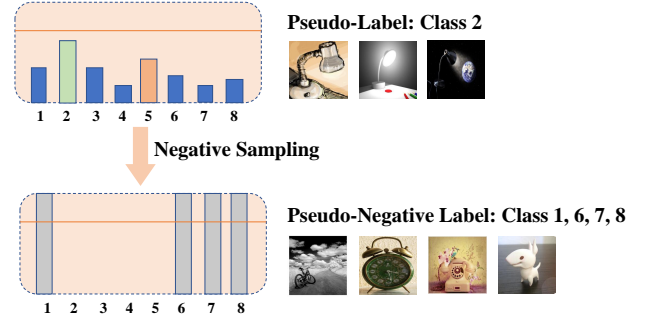 Pseudo-Label: Class 2
1 2 3 4 5 6 7 8
Negative Sampling
Pseudo-Negative Label: Class 1, 6, 7, 8
1 2 3 4 5 6 7 8